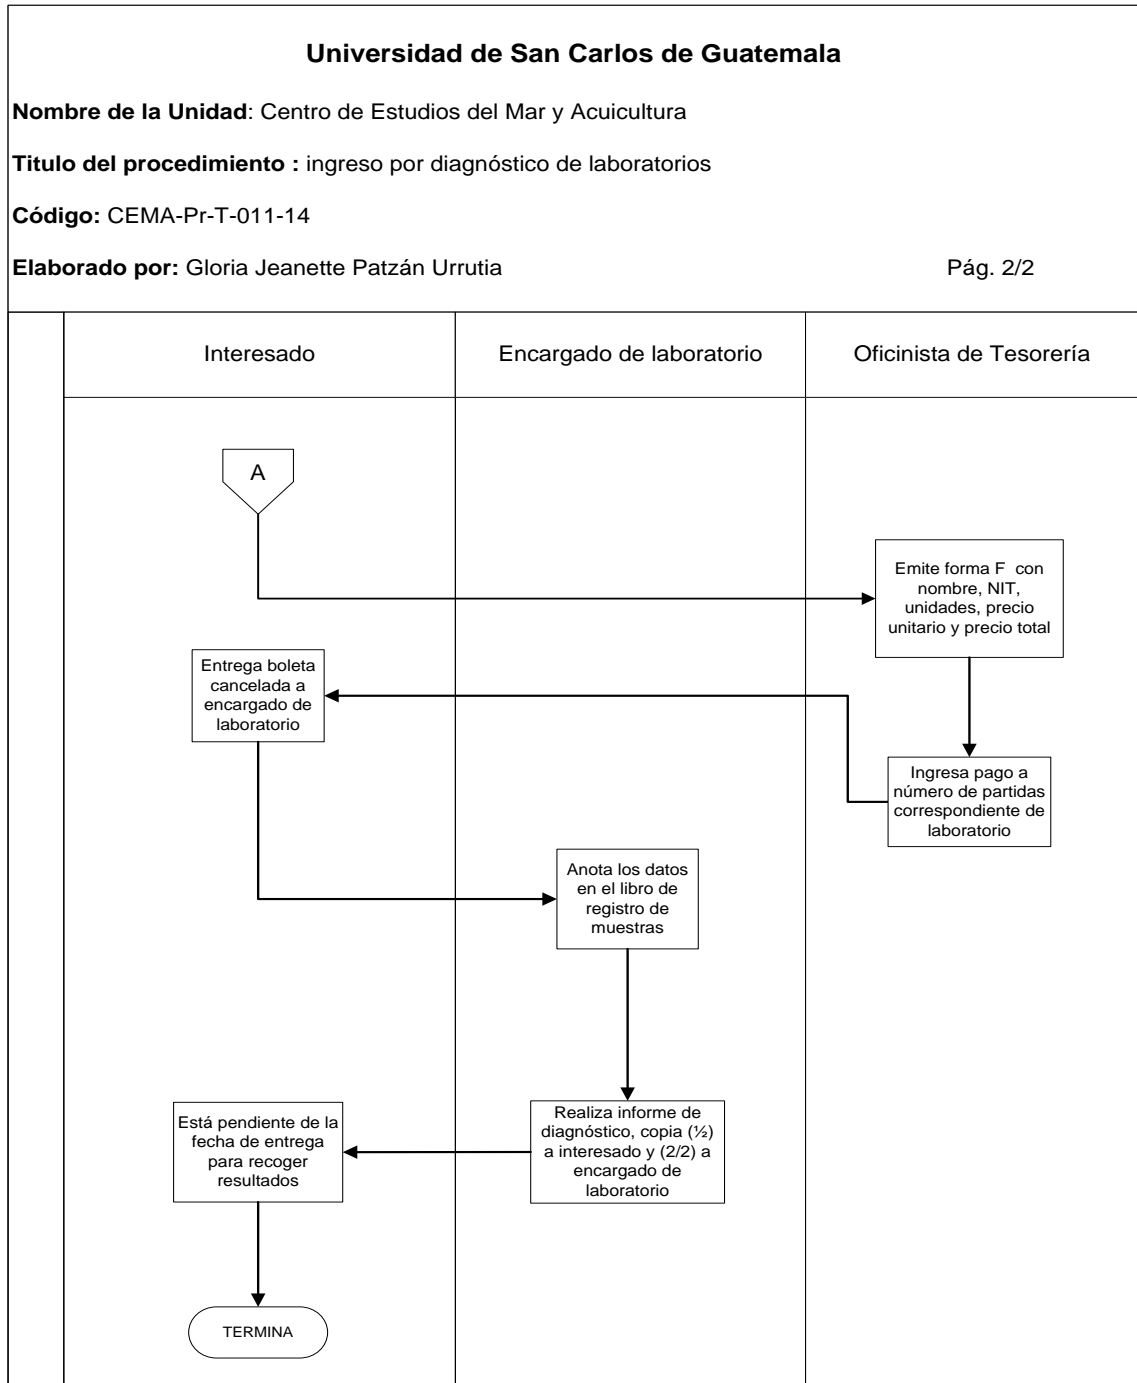 Universidad de San Carlos de Guatemala
Nombre de la Unidad: Centro de Estudios del Mar y Acuicultura
Titulo del procedimiento : ingreso por diagnóstico de laboratorios
Código: CEMA-Pr-T-011-14
Elaborado por: Gloria Jeanette Patzán Urrutia Pág. 2/2
Interesado Encargado de laboratorio Oficinista de Tesorería
A
Emite forma F con
nombre, NIT,
unidades, precio
unitario y precio total
Entrega boleta
cancelada a
encargado de
laboratorio
Ingresa pago a
número de partidas
correspondiente de
laboratorio
Anota los datos
en el libro de
registro de
muestras
Realiza informe de
diagnóstico, copia (½)
a interesado y (2/2) a
encargado de
laboratorio
Está pendiente de la
fecha de entrega
para recoger
resultados
TERMINA